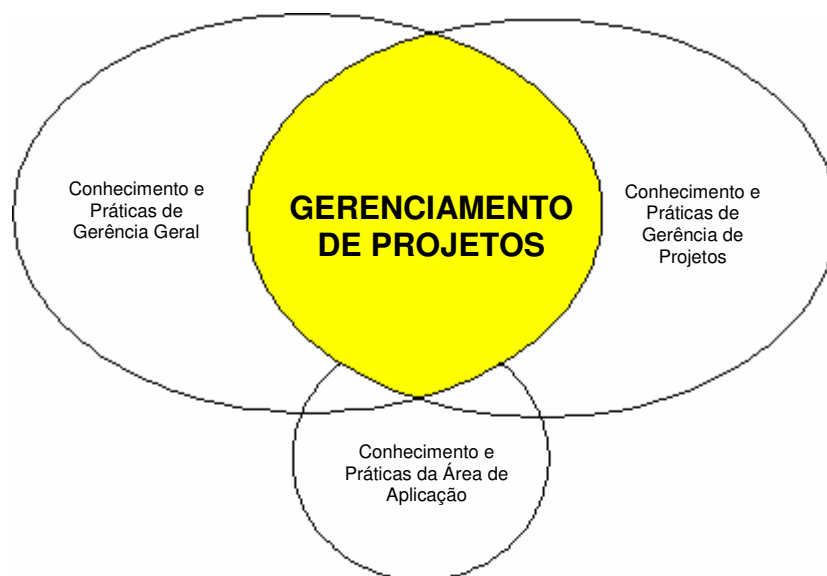 Conhecimento e
Práticas de
Gerência Geral
GERENCIAMENTO
DE PROJETOS
Conhecimento e
Práticas de
Gerência de
Projetos
Conhecimento e
Práticas da Área de
Aplicação